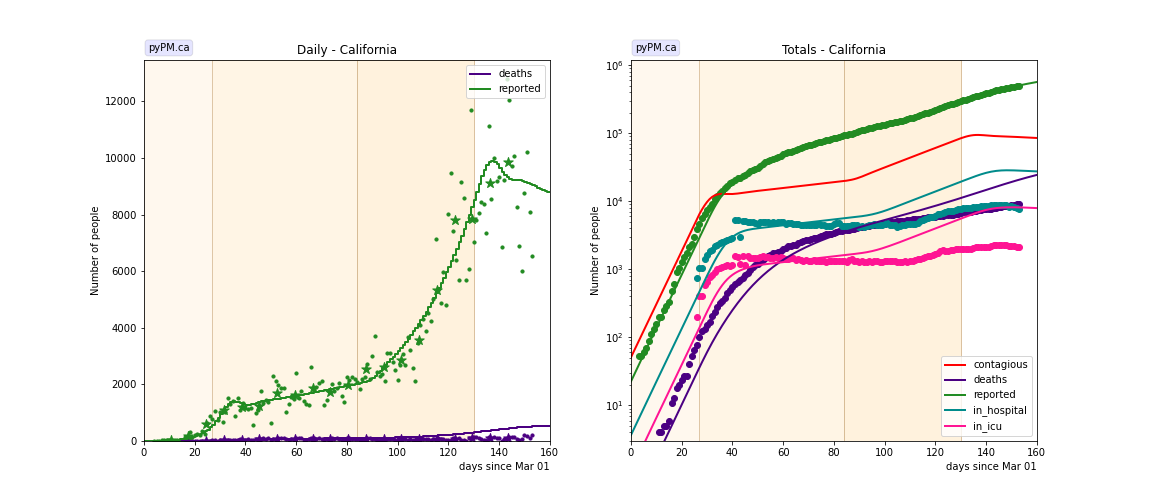 pyPM.ca
Daily - California
deaths
reported
Number of people
12000
10000
8000
6000
4000
2000
0
0 20 40 60 80 100 120 140 160
days since Mar 01
pyPM.ca
Totals - California
Number of people
10⁶
10⁵
10⁴
10³
10²
10¹
contagious
deaths
reported
in_hospital
in_icu
0 20 40 60 80 100 120 140 160
days since Mar 01